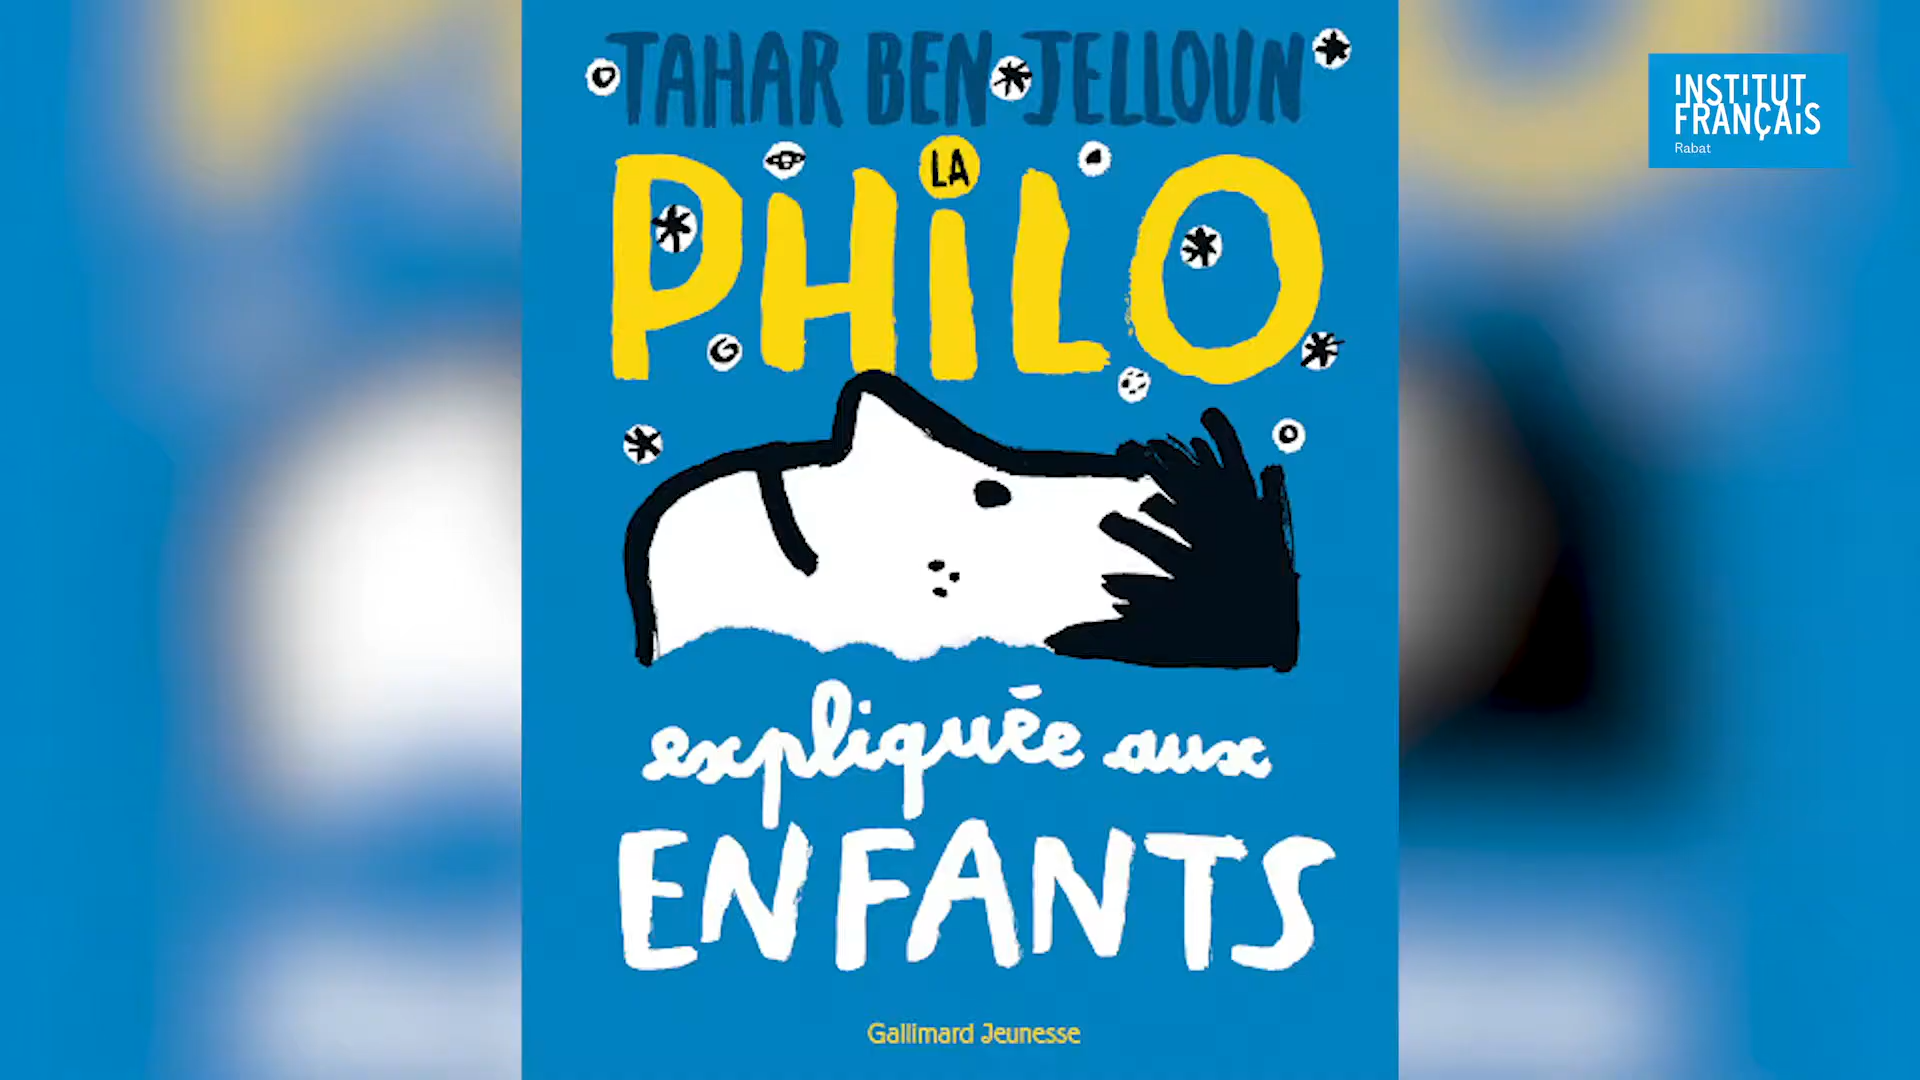 TAHAR BEN JELLOUN
LA
PHILO
expliquée aux
ENFANTS
Gallimard Jeunesse
INSTITUT
FRANÇAIS
Rabat